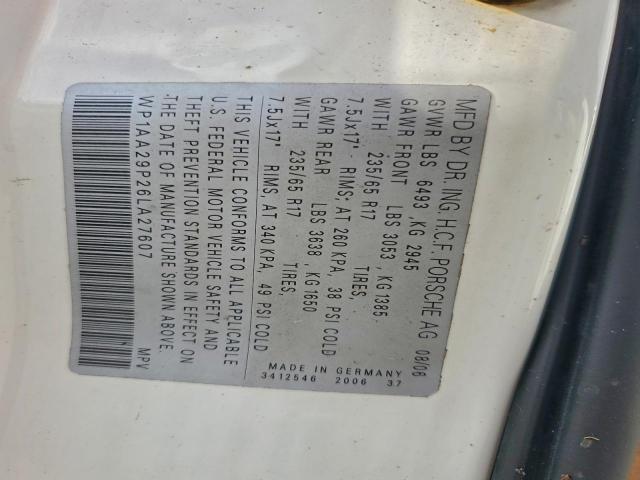 MFD BY DR. ING. H.C.F. PORSCHE AG 08/06
GVWR LBS 6493 ,KG 2945
GAWR FRONT LBS 3053 , KG 1385
WITH 235/65 R17 TIRES,
7.5Jx17' RIMS; AT 260 KPA, 38 PSI COLD
GAWR REAR LBS 3638 , KG 1650
WITH 235/65 R17 TIRES,
7.5Jx17' RIMS, AT 340 KPA, 49 PSI COLD
THIS VEHICLE CONFORMS TO ALL APPLICABLE
U.S. FEDERAL MOTOR VEHICLE SAFETY AND
THEFT PREVENTION STANDARDS IN EFFECT ON
THE DATE OF MANUFACTURE SHOWN ABOVE.
WP1AA29P26LA27607 MPV
MADE IN GERMANY
3412546 2006 3.7